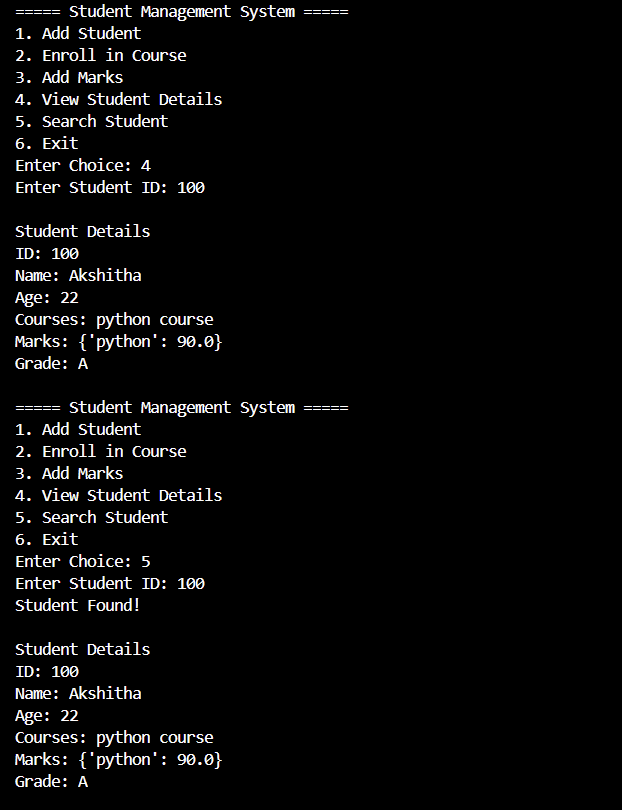 ===== Student Management System =====
1. Add Student
2. Enroll in Course
3. Add Marks
4. View Student Details
5. Search Student
6. Exit
Enter Choice: 4
Enter Student ID: 100
Student Details
ID: 100
Name: Akshitha
Age: 22
Courses: python course
Marks: {'python': 90.0}
Grade: A
===== Student Management System =====
1. Add Student
2. Enroll in Course
3. Add Marks
4. View Student Details
5. Search Student
6. Exit
Enter Choice: 5
Enter Student ID: 100
Student Found!
Student Details
ID: 100
Name: Akshitha
Age: 22
Courses: python course
Marks: {'python': 90.0}
Grade: A